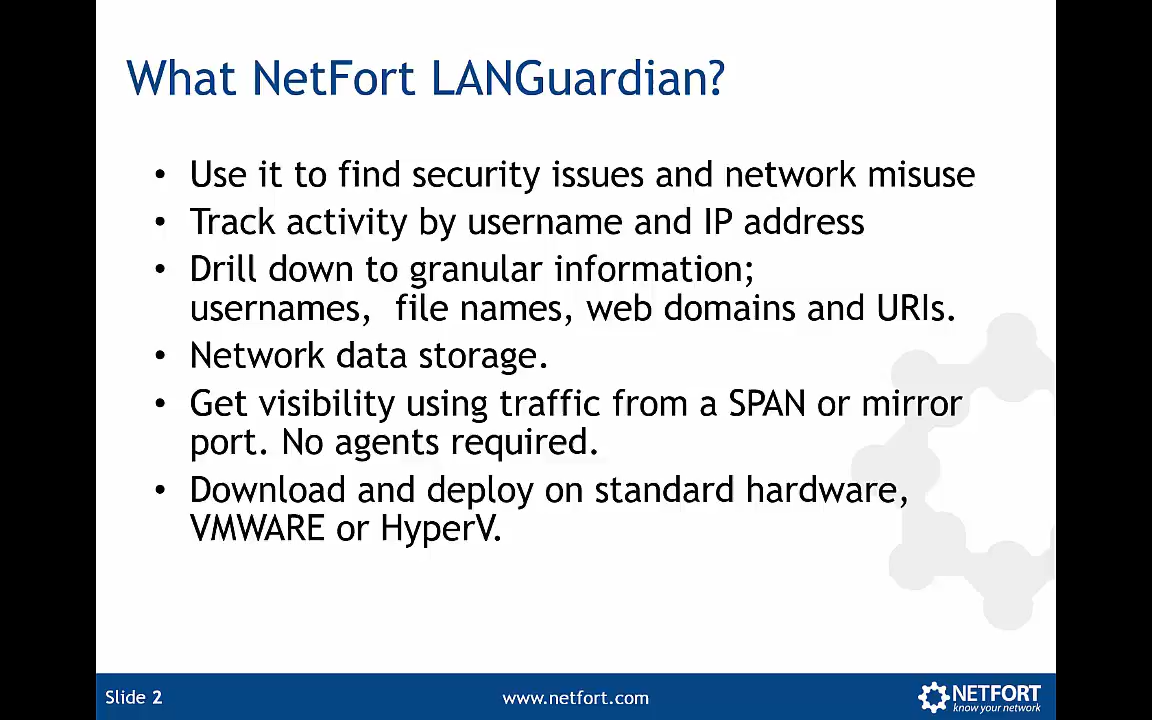 What NetFort LANGuardian?
• Use it to find security issues and network misuse
• Track activity by username and IP address
• Drill down to granular information;
usernames,  file names, web domains and URIs.
• Network data storage.
• Get visibility using traffic from a SPAN or mirror
port. No agents required.
• Download and deploy on standard hardware,
VMWARE or HyperV.
Slide 2
www.netfort.com
NETFORT
know your network